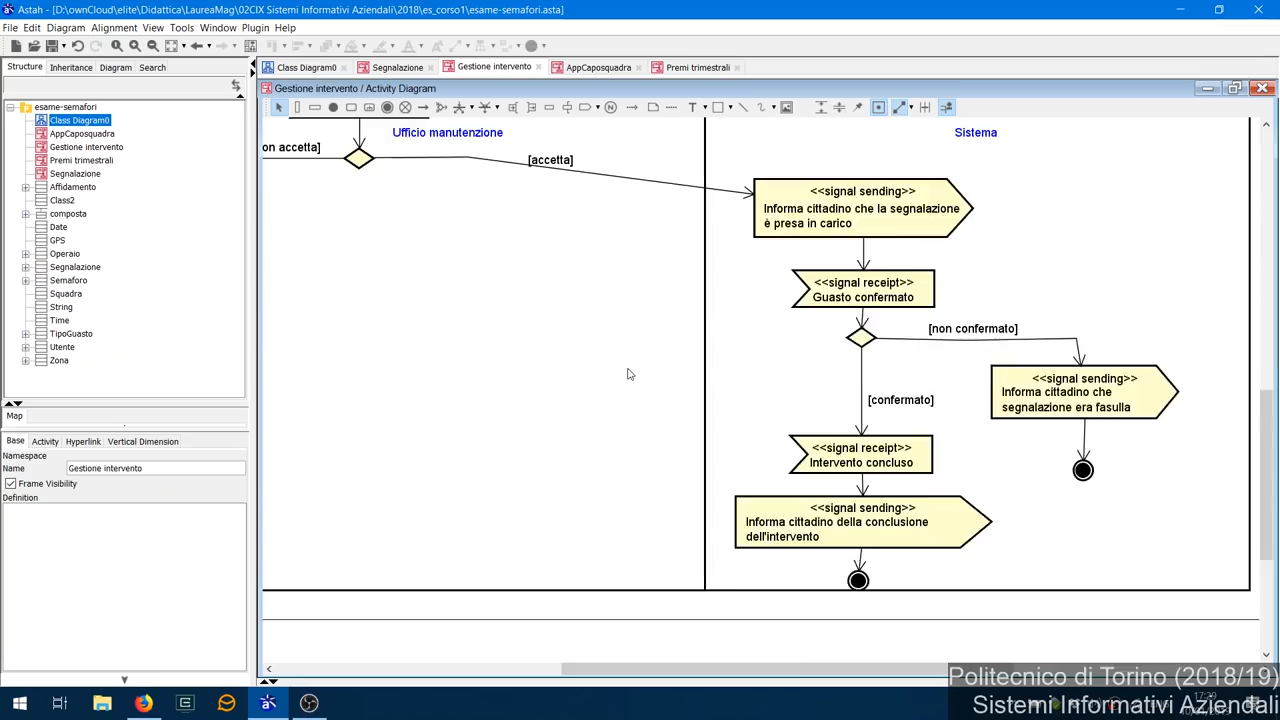 Astah - [D:\ownCloud\elite\Didattica\LaureaMag\02CIX Sistemi Informativi Aziendali\2018\es_corso1\esame-semafori.asta]
File Edit Diagram Alignment View Tools Window Plugin Help
Structure Inheritance Diagram Search
Class Diagram0 Segnalazione Gestione intervento AppCaposquadra Premi trimestrali
Gestione intervento / Activity Diagram
esame-semafori
Class Diagram0
AppCaposquadra
Gestione intervento
Premi trimestrali
Segnalazione
Affidamento
Class2
composta
Date
GPS
Operaio
Segnalazione
Semaforo
Squadra
String
Time
TipoGuasto
Utente
Zona
Map
Base Activity Hyperlink Vertical Dimension
Namespace
Name Gestione intervento
Frame Visibility
Definition
Ufficio manutenzione
Sistema
on accetta]
[accetta]
<<signal sending>>
Informa cittadino che la segnalazione
è presa in carico
<<signal receipt>>
Guasto confermato
[non confermato]
<<signal sending>>
Informa cittadino che
segnalazione era fasulla
[confermato]
<<signal receipt>>
Intervento concluso
<<signal sending>>
Informa cittadino della conclusione
dell'intervento
Politecnico di Torino (2018/19)
Sistemi Informativi Aziendali